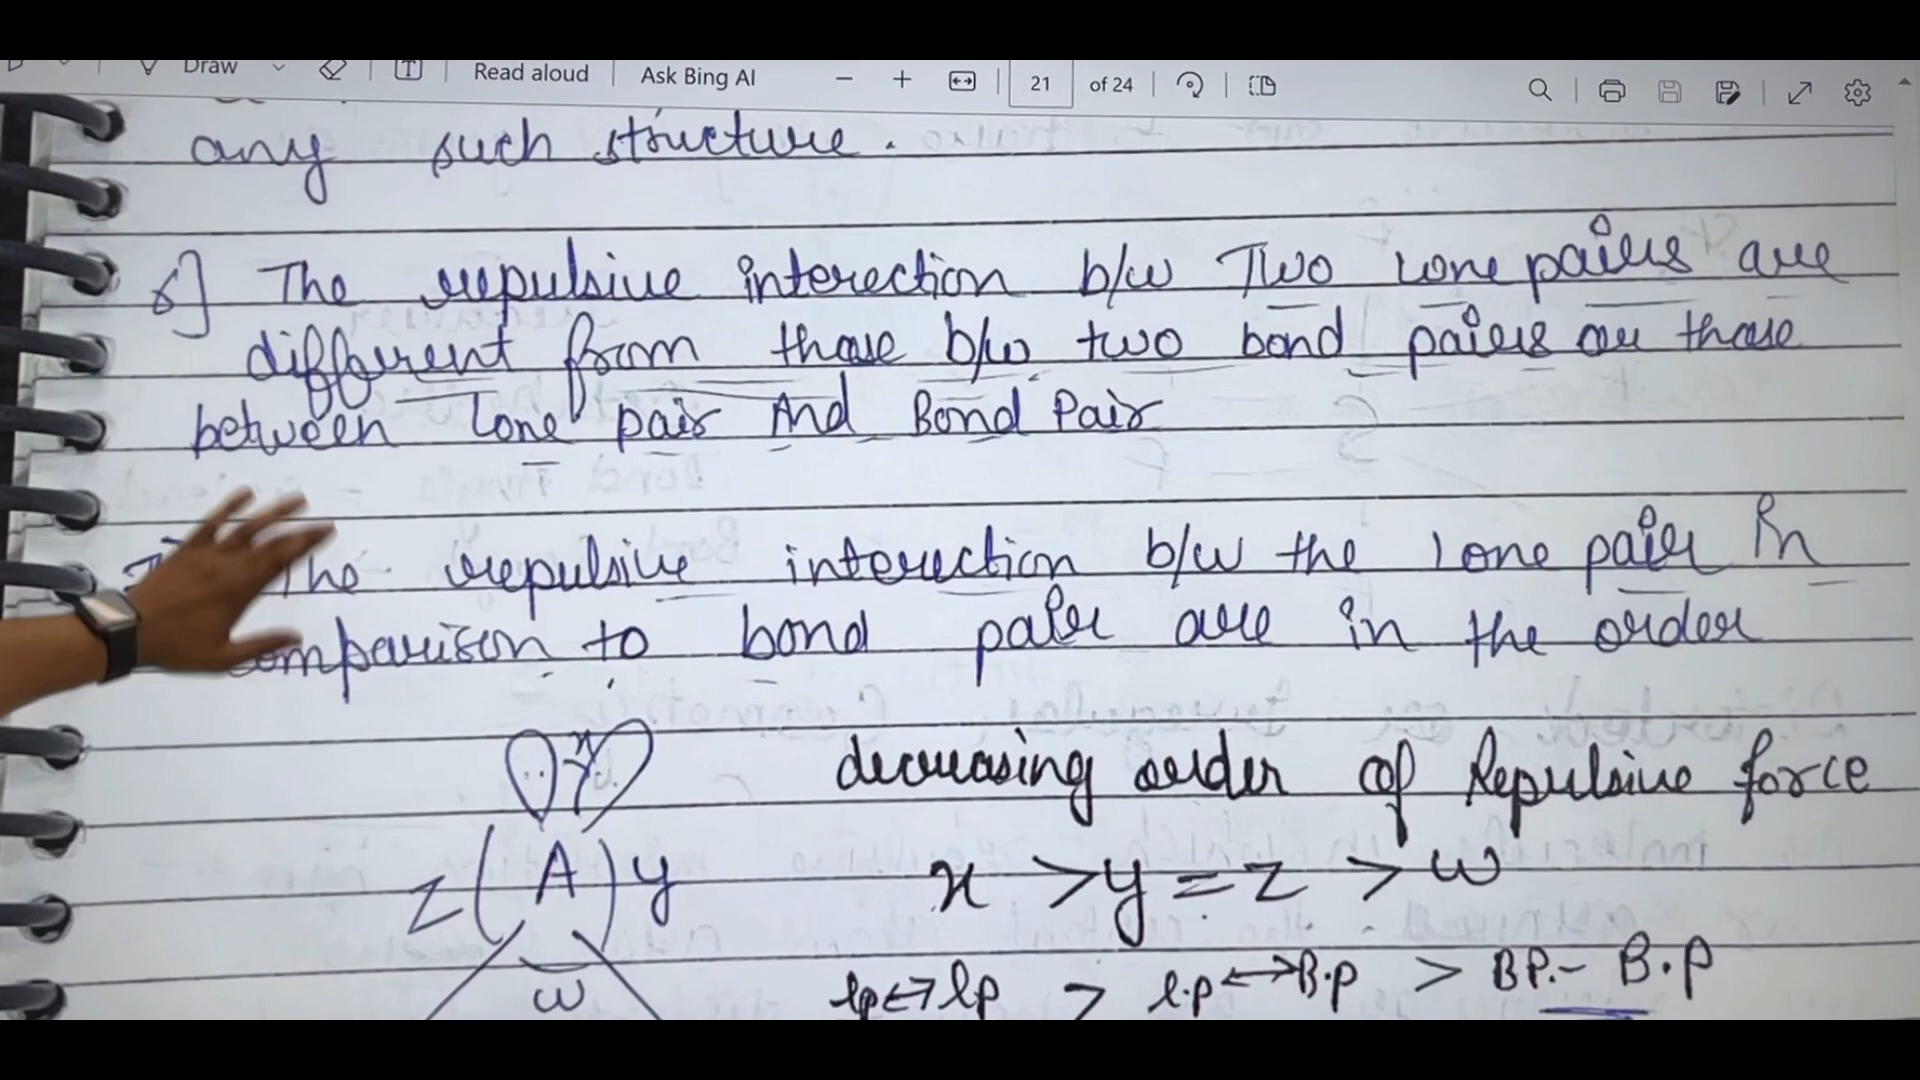 Draw
Read aloud
Ask Bing AI
21
of 24
any such structure.
6] The repulsive interection b/w Two lone paires are
different from those b/w two bond paires or those
between lone pair And Bond Pair
The repulsive interection b/w the lone pair In
comparison to bond pair are in the order
x
decreasing order of Repulsive force
Z ( A ) y
x > y = z > w
w
lp ↔ lp > l.p ↔ B.p > BP. - B.p